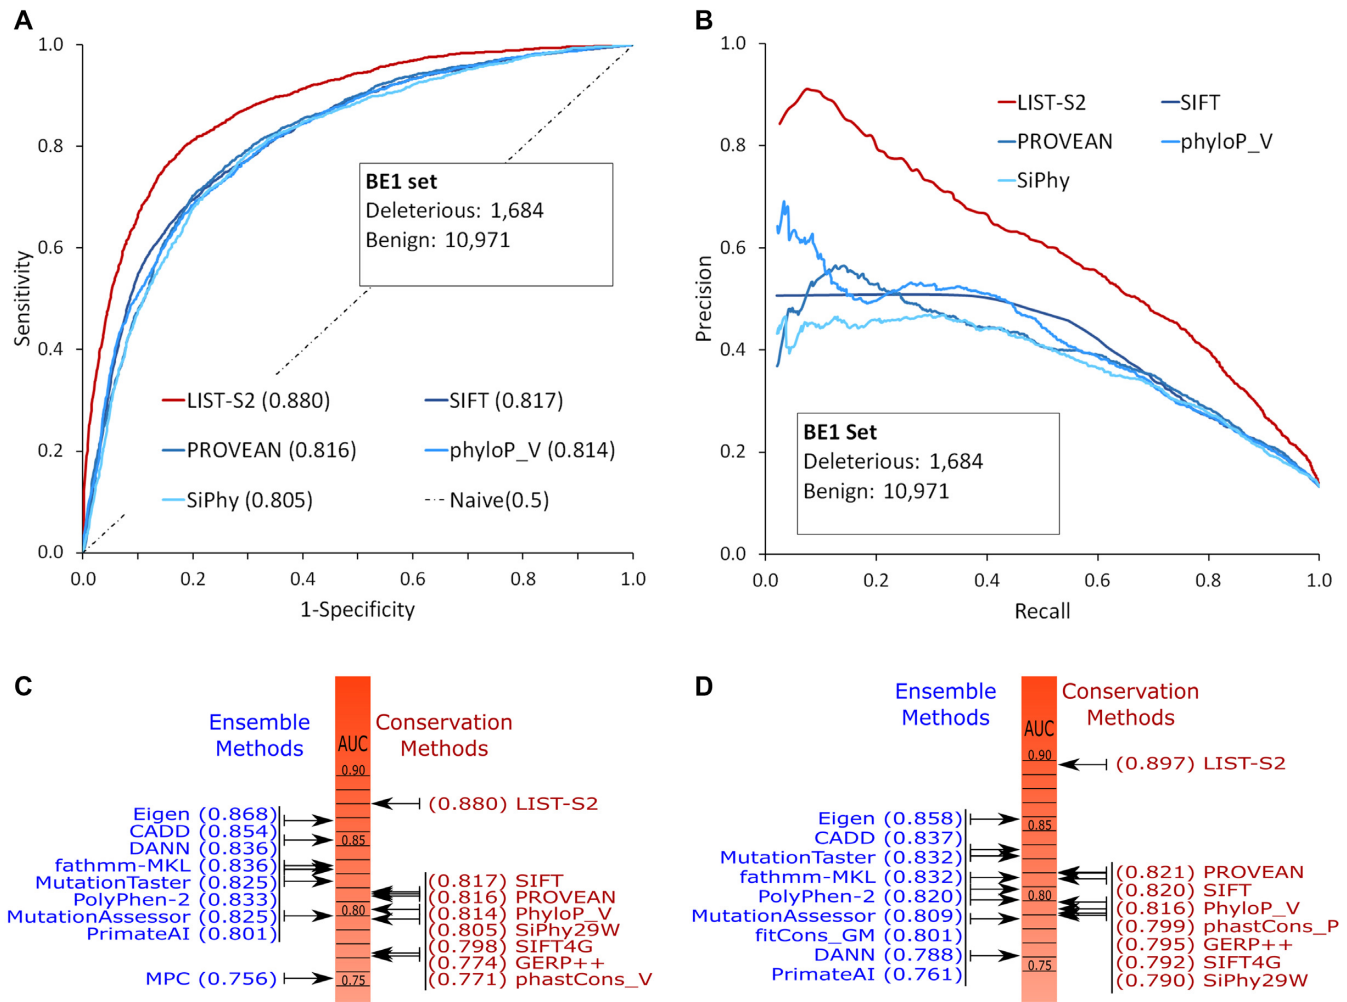 A
1.0
0.8
0.6
0.4
0.2
0.0
Sensitivity
BE1 set
Deleterious: 1,684
Benign: 10,971
LIST-S2 (0.880)
SIFT (0.817)
PROVEAN (0.816)
phyloP_V (0.814)
SiPhy (0.805)
Naive(0.5)
0.0 0.2 0.4 0.6 0.8 1.0
1-Specificity
B
1.0
0.8
0.6
0.4
0.2
0.0
Precision
LIST-S2
SIFT
PROVEAN
phyloP_V
SiPhy
BE1 Set
Deleterious: 1,684
Benign: 10,971
0.0 0.2 0.4 0.6 0.8 1.0
Recall
C
Ensemble
Methods
Conservation
Methods
AUC
0.90
0.85
0.80
0.75
Eigen (0.868)
CADD (0.854)
DANN (0.836)
fathmm-MKL (0.836)
MutationTaster (0.825)
PolyPhen-2 (0.833)
MutationAssessor (0.825)
PrimateAI (0.801)
MPC (0.756)
(0.880) LIST-S2
(0.817) SIFT
(0.816) PROVEAN
(0.814) PhyloP_V
(0.805) SiPhy29W
(0.798) SIFT4G
(0.774) GERP++
(0.771) phastCons_V
D
Ensemble
Methods
Conservation
Methods
AUC
0.90
0.85
0.80
0.75
Eigen (0.858)
CADD (0.837)
MutationTaster (0.832)
fathmm-MKL (0.832)
PolyPhen-2 (0.820)
MutationAssessor (0.809)
fitCons_GM (0.801)
DANN (0.788)
PrimateAI (0.761)
(0.897) LIST-S2
(0.821) PROVEAN
(0.820) SIFT
(0.816) PhyloP_V
(0.799) phastCons_P
(0.795) GERP++
(0.792) SIFT4G
(0.790) SiPhy29W